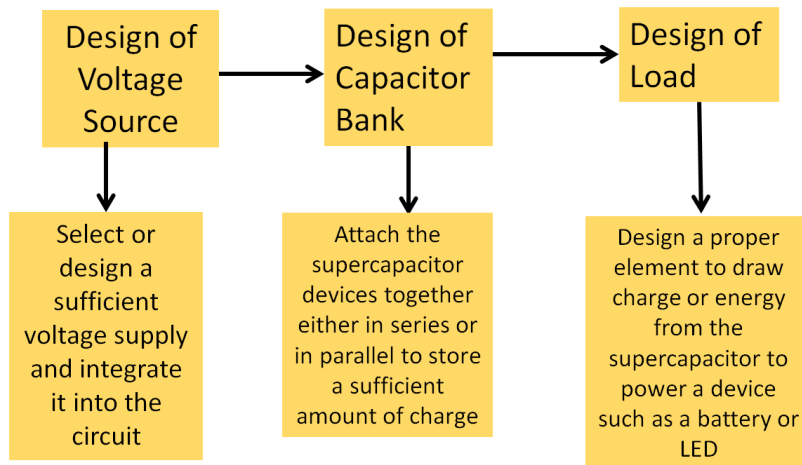 Design of
Voltage
Source
Design of
Capacitor
Bank
Design of
Load
Select or
design a
sufficient
voltage supply
and integrate
it into the
circuit
Attach the
supercapacitor
devices together
either in series or
in parallel to store
a sufficient
amount of charge
Design a proper
element to draw
charge or energy
from the
supercapacitor to
power a device
such as a battery or
LED